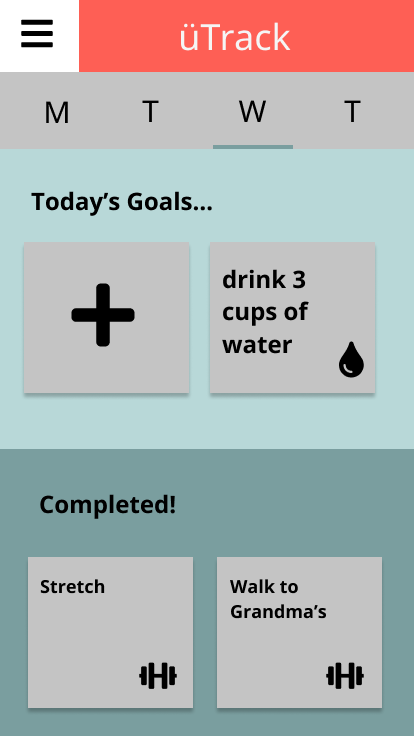 üTrack
M T W T
Today’s Goals...
drink 3
cups of
water
Completed!
Stretch
Walk to
Grandma’s